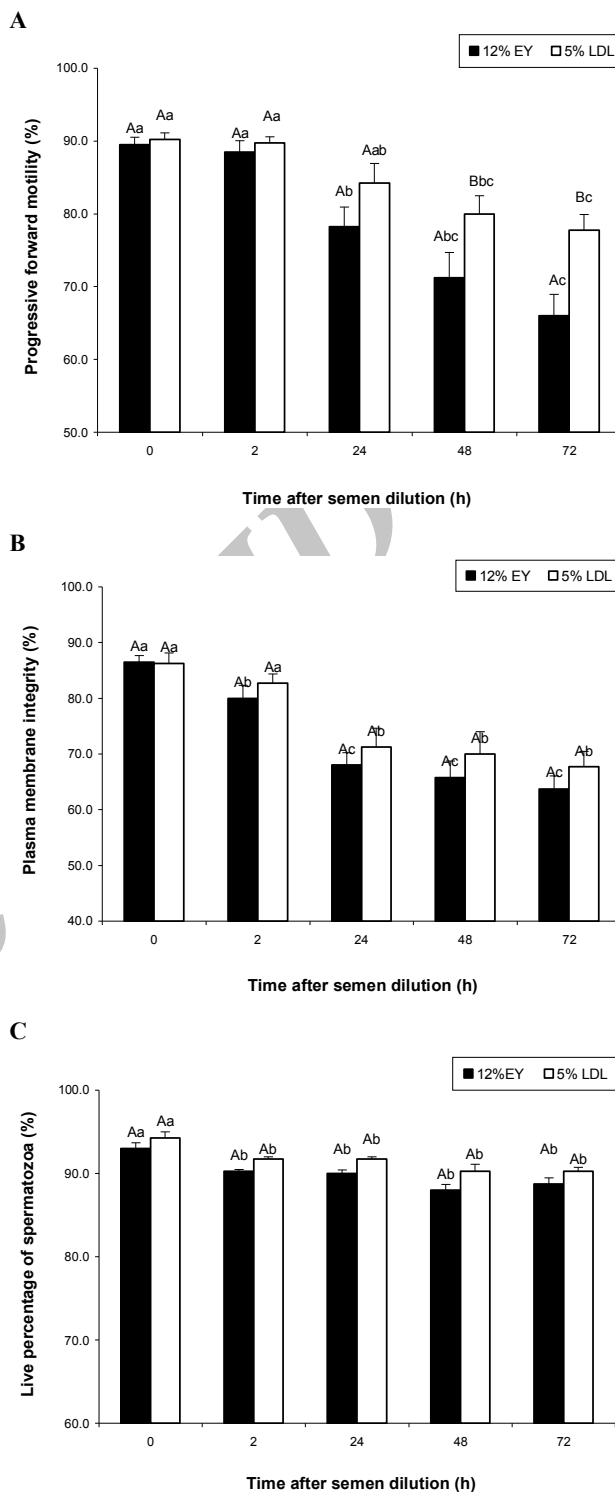 A
12% EY 5% LDL
100.0
90.0
80.0
70.0
60.0
50.0
Progressive forward motility (%)
Aa Aa Aa Aa Ab Aab Abc Bbc Ac Bc
0 2 24 48 72
Time after semen dilution (h)
B
12% EY 5% LDL
100.0
90.0
80.0
70.0
60.0
50.0
40.0
Plasma membrane integrity (%)
Aa Aa Ab Aa Ac Ab Ac Ab Ac Ab
0 2 24 48 72
Time after semen dilution (h)
C
12%EY 5% LDL
100.0
90.0
80.0
70.0
60.0
Live percentage of spermatozoa (%)
Aa Aa Ab Ab Ab Ab Ab Ab Ab Ab
0 2 24 48 72
Time after semen dilution (h)